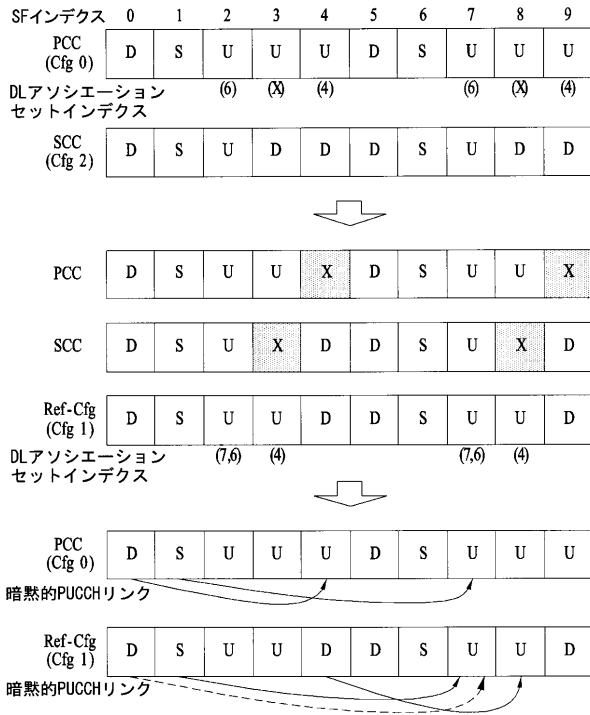 SFインデクス 0 1 2 3 4 5 6 7 8 9
PCC
(Cfg 0) D S U U U D S U U U
DLアソシエーション
セットインデクス (6) (X) (4) (6) (X) (4)
SCC
(Cfg 2) D S U D D D S U D D
PCC D S U U X D S U U X
SCC D S U X D D S U X D
Ref-Cfg
(Cfg 1) D S U U D D S U U D
DLアソシエーション
セットインデクス (7,6) (4) (7,6) (4)
PCC
(Cfg 0) D S U U U D S U U U
暗黙的PUCCHリンク
Ref-Cfg
(Cfg 1) D S U U D D S U U D
暗黙的PUCCHリンク